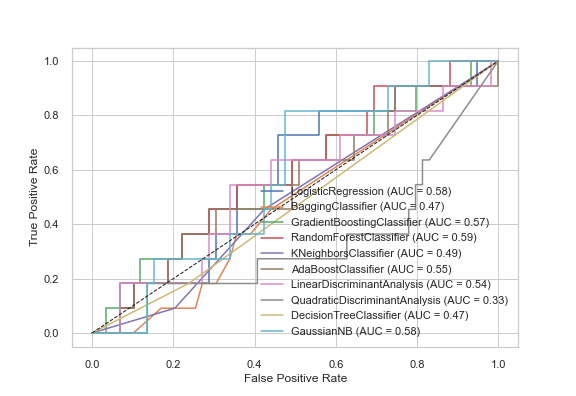 1.0
0.8
0.6
0.4
0.2
0.0
True Positive Rate
LogisticRegression (AUC = 0.58)
BaggingClassifier (AUC = 0.47)
GradientBoostingClassifier (AUC = 0.57)
RandomForestClassifier (AUC = 0.59)
KNeighborsClassifier (AUC = 0.49)
AdaBoostClassifier (AUC = 0.55)
LinearDiscriminantAnalysis (AUC = 0.54)
QuadraticDiscriminantAnalysis (AUC = 0.33)
DecisionTreeClassifier (AUC = 0.47)
GaussianNB (AUC = 0.58)
0.0 0.2 0.4 0.6 0.8 1.0
False Positive Rate